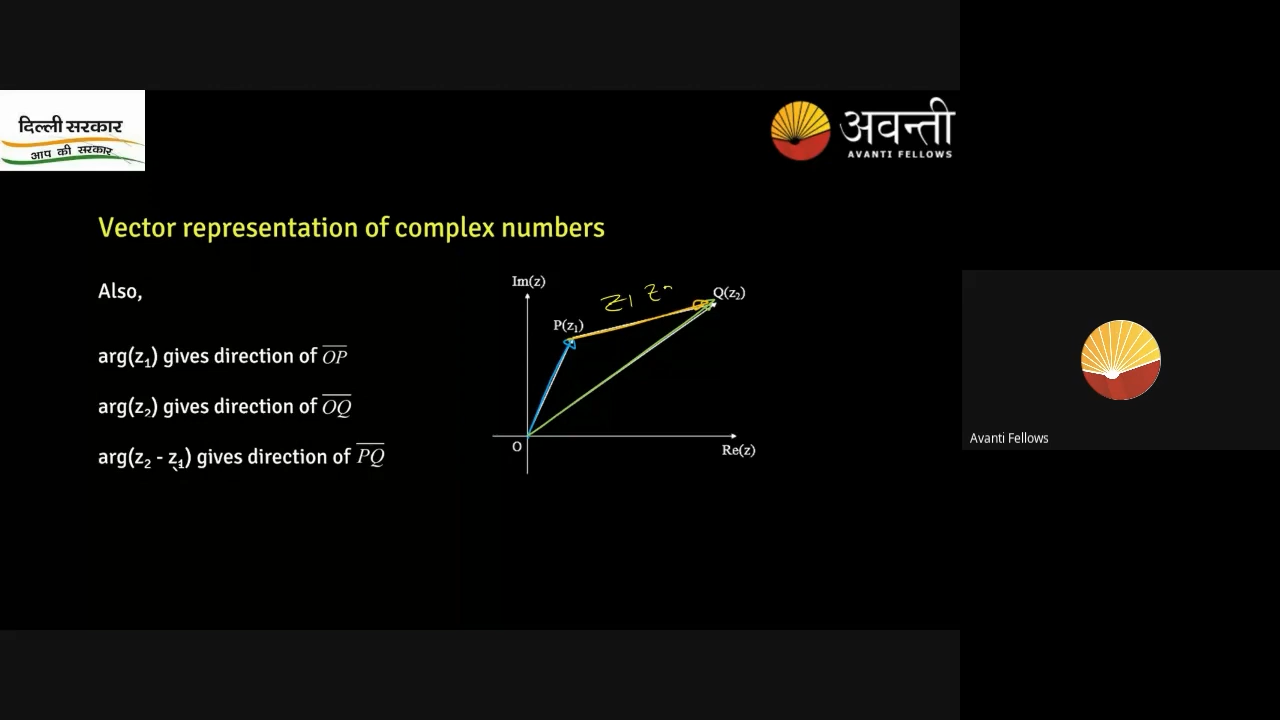 दिल्ली सरकार
आप की सरकार
अवन्ती
AVANTI FELLOWS
Vector representation of complex numbers
Also,
arg(z₁) gives direction of OP
arg(z₂) gives direction of OQ
arg(z₂ - z₁) gives direction of PQ
Im(z)
z₁
Q(z₂)
P(z₁)
O
Re(z)
Avanti Fellows